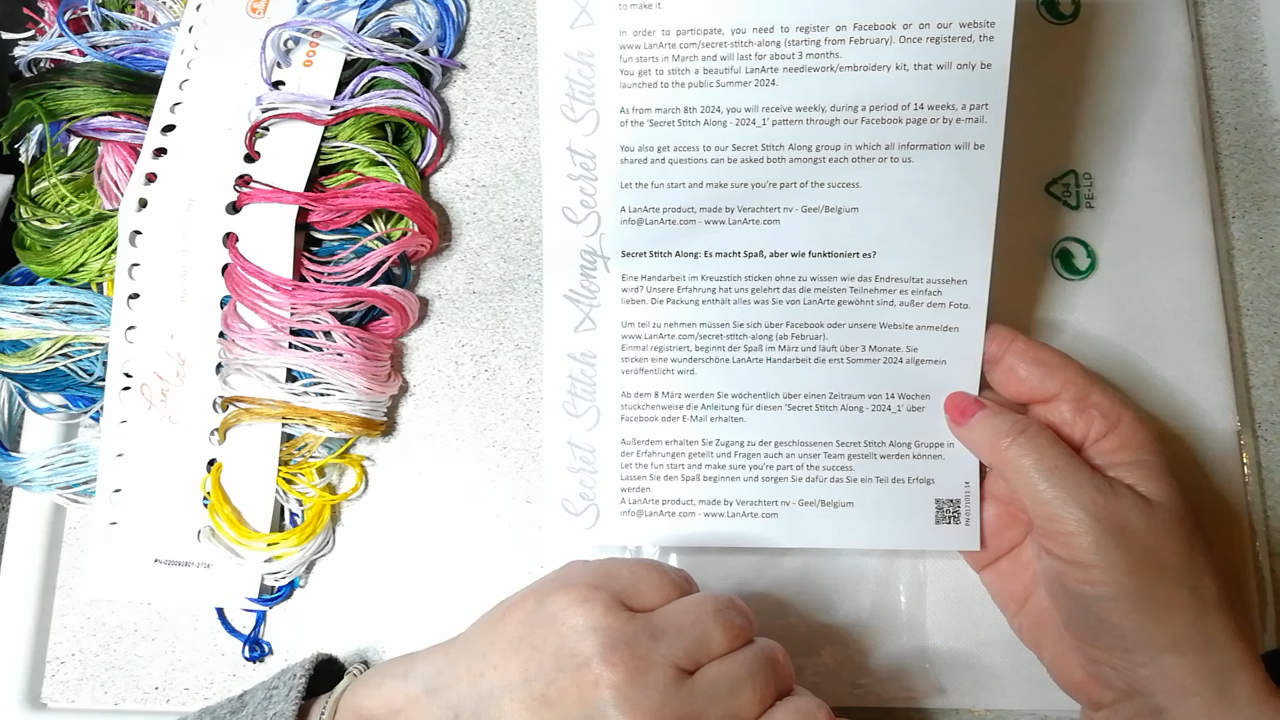 to make it.
In order to participate, you need to register on Facebook or on our website
www.LanArte.com/secret-stitch-along (starting from February). Once registered, the
fun starts in March and will last for about 3 months.
You get to stitch a beautiful LanArte needlework/embroidery kit, that will only be
launched to the public Summer 2024.
As from march 8th 2024, you will receive weekly, during a period of 14 weeks, a part
of the 'Secret Stitch Along - 2024_1' pattern through our Facebook page or by e-mail.
You also get access to our Secret Stitch Along group in which all information will be
shared and questions can be asked both amongst each other or to us.
Let the fun start and make sure you're part of the success.
A LanArte product, made by Verachtert nv - Geel/Belgium
info@LanArte.com - www.LanArte.com
Secret Stitch Along: Es macht Spaß, aber wie funktioniert es?
Eine Handarbeit im Kreuzstich sticken ohne zu wissen wie das Endresultat aussehen
wird? Unsere Erfahrung hat uns gelehrt das die meisten Teilnehmer es einfach
lieben. Die Packung enthält alles was Sie von LanArte gewöhnt sind, außer dem Foto.
Um teil zu nehmen müssen Sie sich über Facebook oder unsere Website anmelden
www.LanArte.com/secret-stitch-along (ab Februar).
Einmal registriert, beginnt der Spaß im März und läuft über 3 Monate. Sie
sticken eine wunderschöne LanArte Handarbeit die erst Sommer 2024 allgemein
veröffentlicht wird.
Ab dem 8 März werden Sie wöchentlich über einen Zeitraum von 14 Wochen
stückchenweise die Anleitung für diesen 'Secret Stitch Along - 2024_1' über
Facebook oder E-Mail erhalten.
Außerdem erhalten Sie Zugang zu der geschlossenen Secret Stitch Along Gruppe in
der Erfahrungen geteilt und Fragen auch an unser Team gestellt werden können.
Let the fun start and make sure you're part of the success.
Lassen Sie den Spaß beginnen und sorgen Sie dafür das Sie ein Teil des Erfolgs
werden.
A LanArte product, made by Verachtert nv - Geel/Belgium
info@LanArte.com - www.LanArte.com
Secret Stitch Along Secret Stitch
PN-0171011-14
04
PE-LD
LanArte
PN-020090801-27061